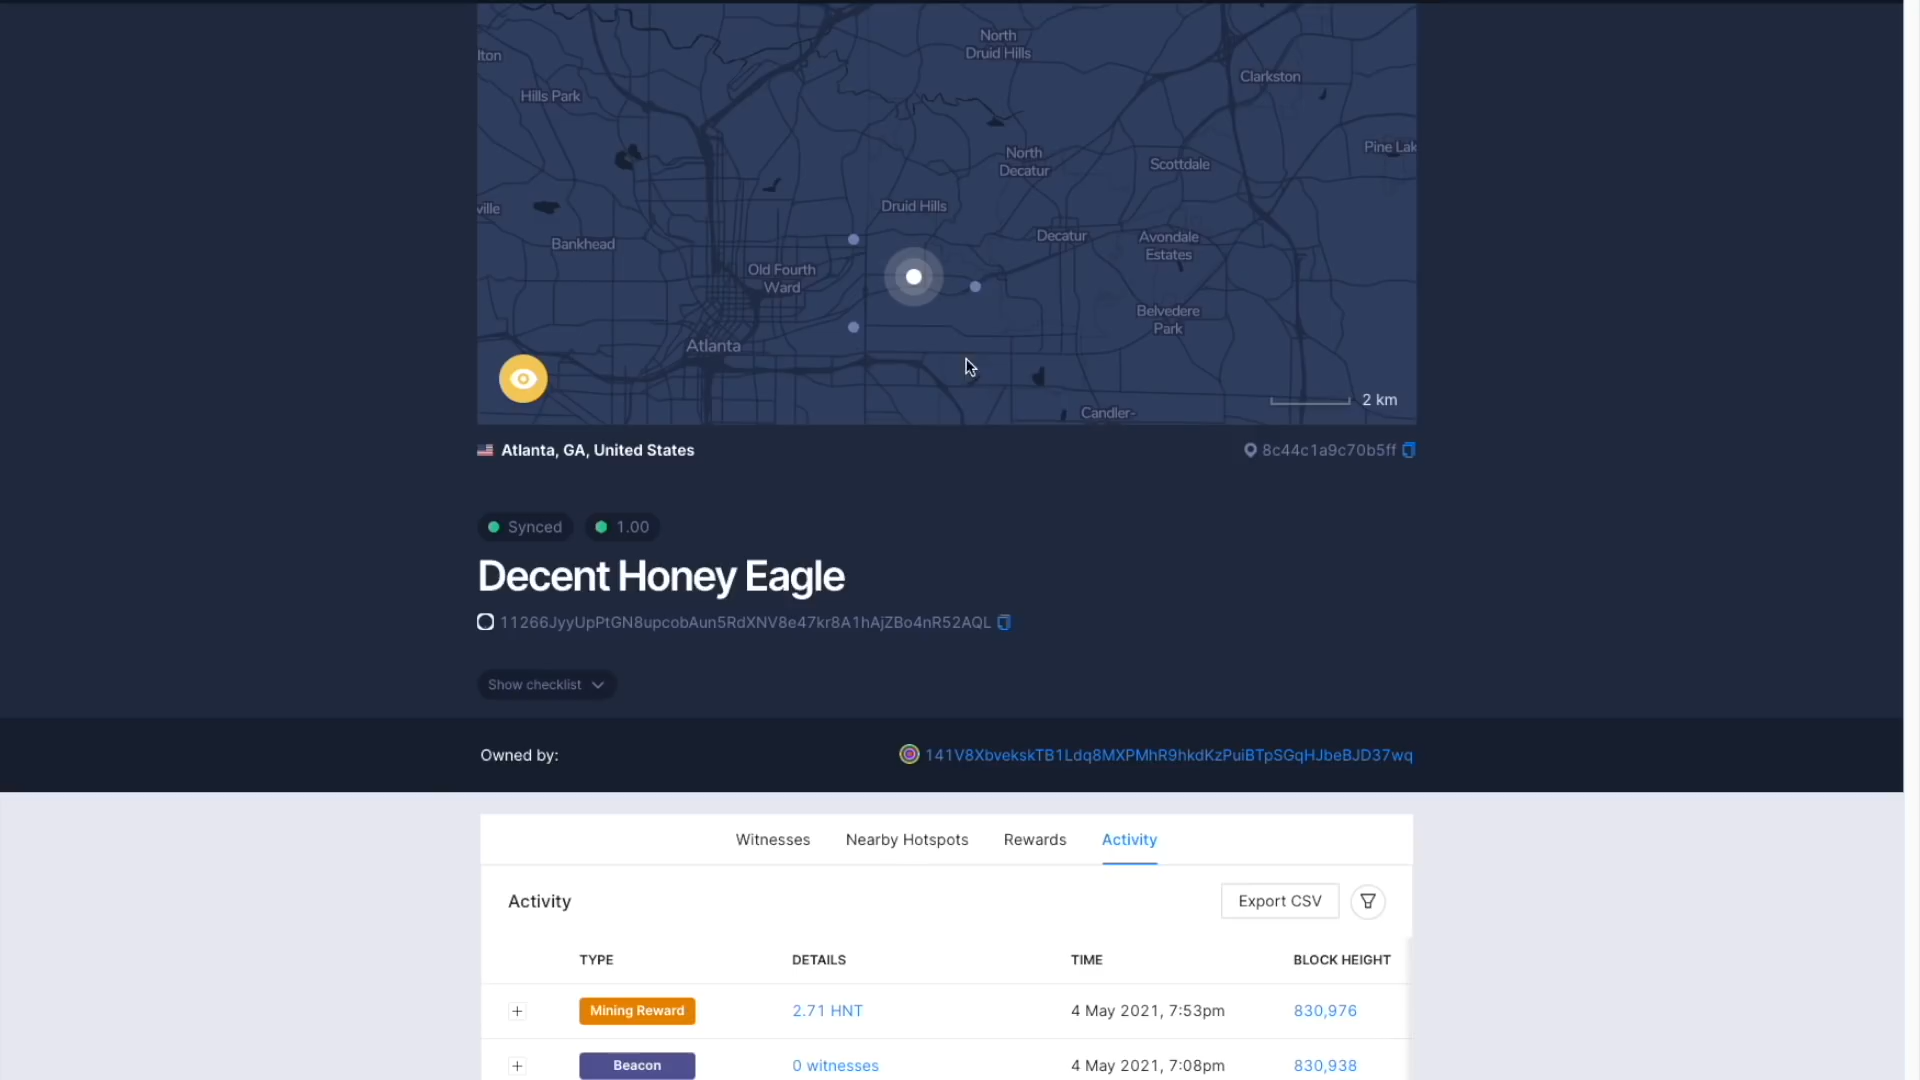 North
Druid Hills
lton
Clarkston
Hills Park
Pine Lak
North
Decatur
Scottdale
Druid Hills
ville
Bankhead
Decatur
Avondale
Estates
Old Fourth
Ward
Belvedere
Park
Atlanta
2 km
Candler-
Atlanta, GA, United States
8c44c1a9c70b5ff
Synced
1.00
Decent Honey Eagle
11266JyyUpPtGN8upcobAun5RdXNV8e47kr8A1hAjZBo4nR52AQL
Show checklist
Owned by:
141V8XbvekskTB1Ldq8MXPMhR9hkdKzPuiBTpSGqHJbeBJD37wq
Witnesses Nearby Hotspots Rewards Activity
Activity
Export CSV
TYPE DETAILS TIME BLOCK HEIGHT
+ Mining Reward 2.71 HNT 4 May 2021, 7:53pm 830,976
+ Beacon 0 witnesses 4 May 2021, 7:08pm 830,938